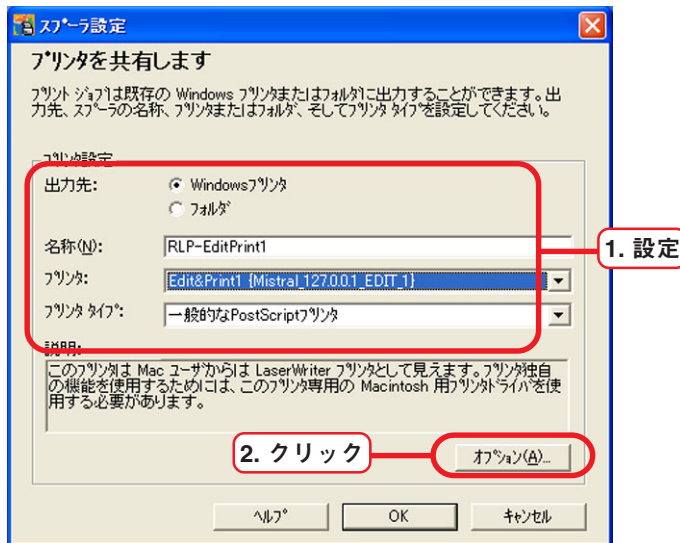 スプーラ設定
プリンタを共有します
プリント ジョブは既存の Windows プリンタまたはフォルダに出力することができます。出
力先、スプーラの名称、プリンタまたはフォルダ、そしてプリンタ タイプを設定してください。
プリンタ設定
出力先:
Windowsプリンタ
フォルダ
名称(N):
RLP-EditPrint1
1. 設定
プリンタ:
Edit&Print1 {Mistral_127.0.0.1_EDIT_1}
プリンタ タイプ:
一般的なPostScriptプリンタ
説明:
このプリンタは Mac ユーザからは LaserWriter プリンタとして見えます。プリンタ独自
の機能を使用するためには、このプリンタ専用の Macintosh 用プリンタドライバを使
用する必要があります。
2. クリック
オプション(A)...
ヘルプ
OK
キャンセル